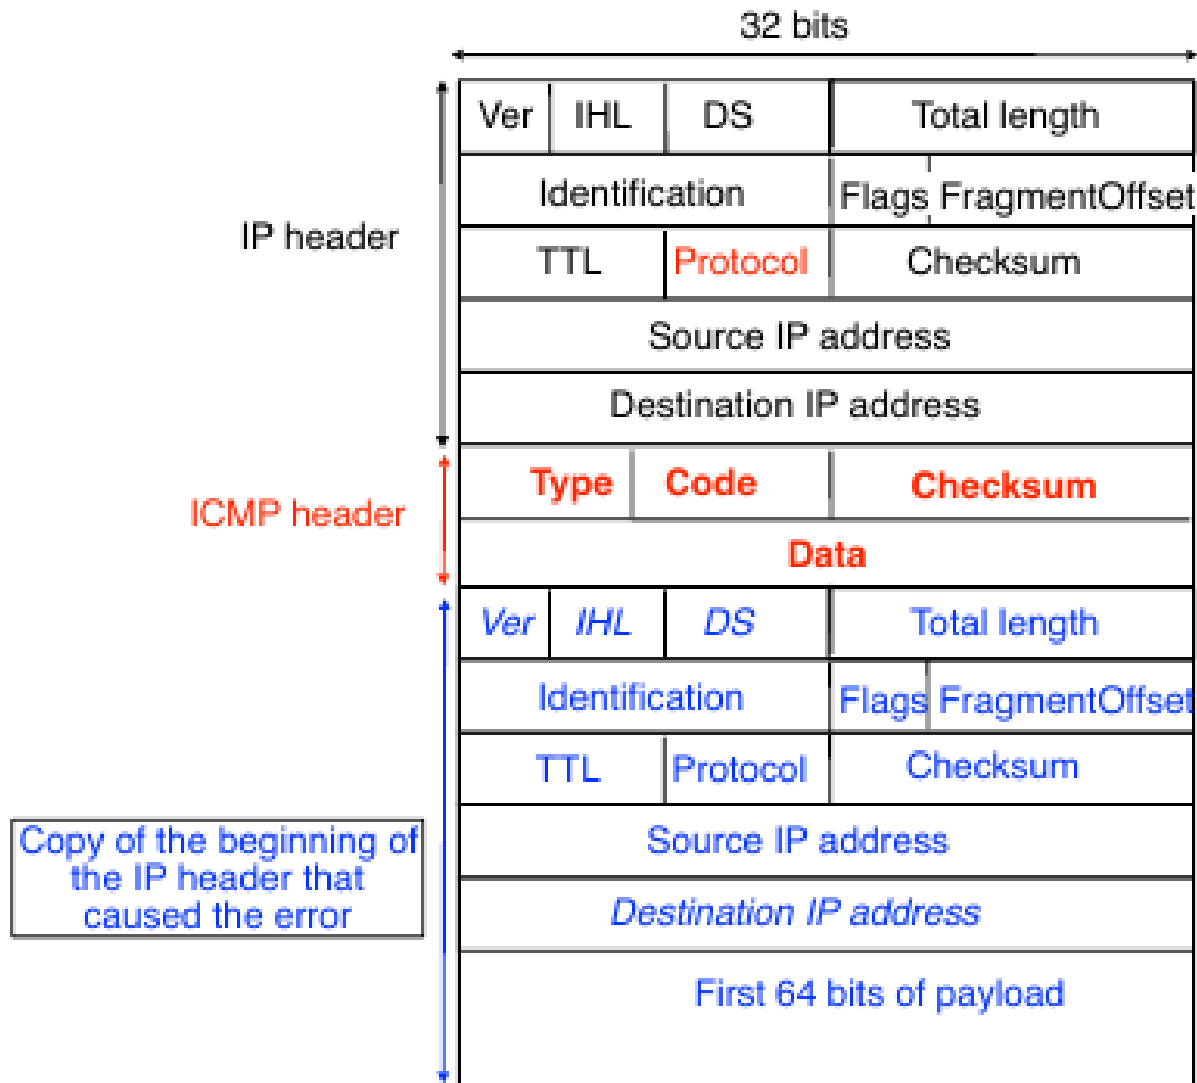 32 bits
Ver IHL DS Total length
Identification Flags FragmentOffset
IP header
TTL Protocol Checksum
Source IP address
Destination IP address
Type Code Checksum
ICMP header
Data
Ver IHL DS Total length
Identification Flags FragmentOffset
TTL Protocol Checksum
Copy of the beginning of
the IP header that
caused the error
Source IP address
Destination IP address
First 64 bits of payload